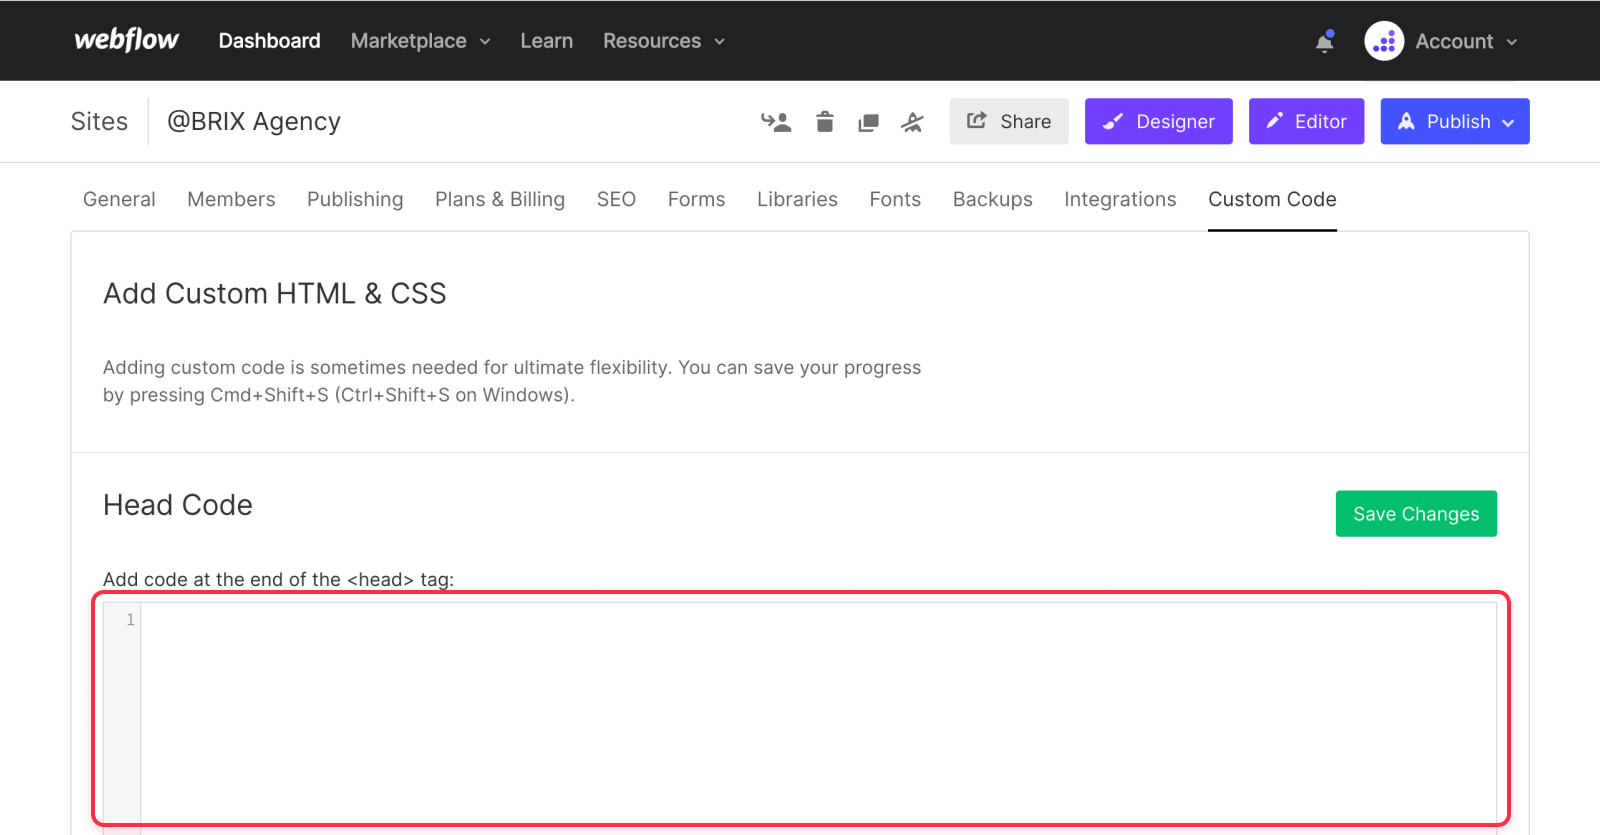 webflow Dashboard Marketplace Learn Resources Account
Sites @BRIX Agency Share Designer Editor Publish
General Members Publishing Plans & Billing SEO Forms Libraries Fonts Backups Integrations Custom Code
Add Custom HTML & CSS
Adding custom code is sometimes needed for ultimate flexibility. You can save your progress
by pressing Cmd+Shift+S (Ctrl+Shift+S on Windows).
Head Code
Save Changes
Add code at the end of the <head> tag:
1